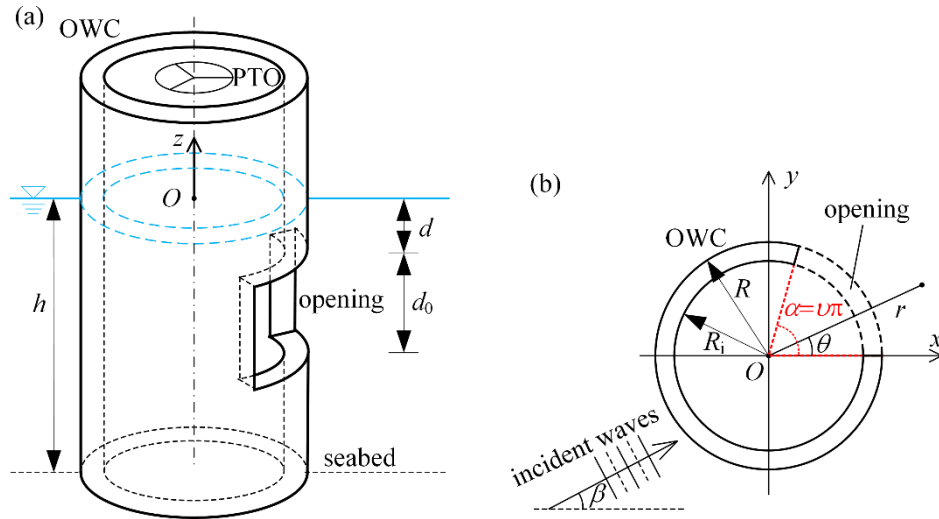 (a)
OWC
PTO
z
O
d
h
opening
d₀
seabed
(b)
y
opening
OWC
R
α=υπ
r
Rᵢ
θ
x
O
incident waves
β